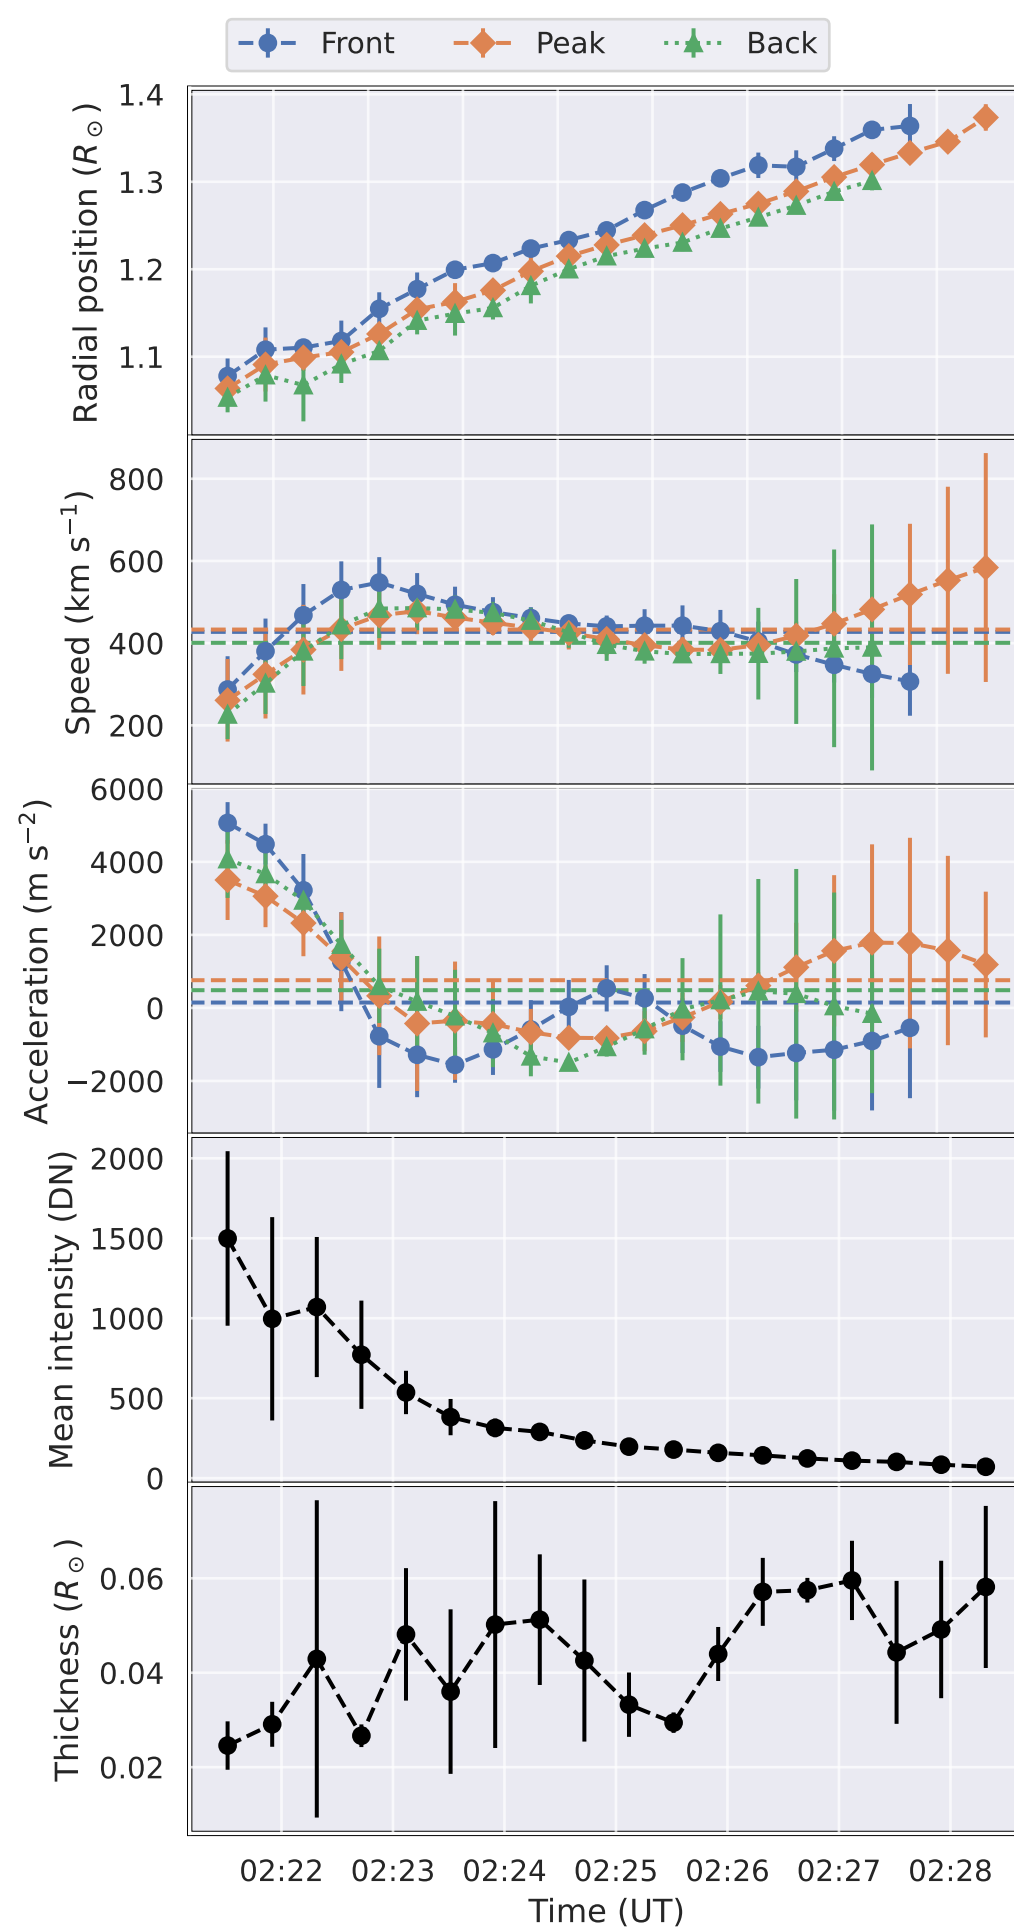 Front Peak Back
Radial position (R⊙)
1.4
1.3
1.2
1.1
Speed (km s⁻¹)
800
600
400
200
Acceleration (m s⁻²)
6000
4000
2000
0
−2000
Mean intensity (DN)
2000
1500
1000
500
0
Thickness (R⊙)
0.06
0.04
0.02
02:22 02:23 02:24 02:25 02:26 02:27 02:28
Time (UT)